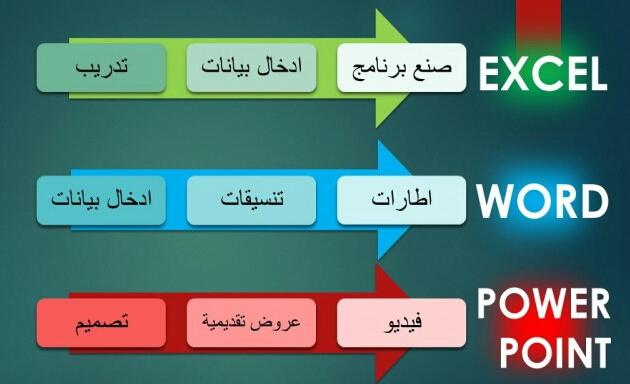 EXCEL
صنع برنامج
ادخال بيانات
تدريب
WORD
اطارات
تنسيقات
ادخال بيانات
POWER
POINT
فيديو
عروض تقديمية
تصميم